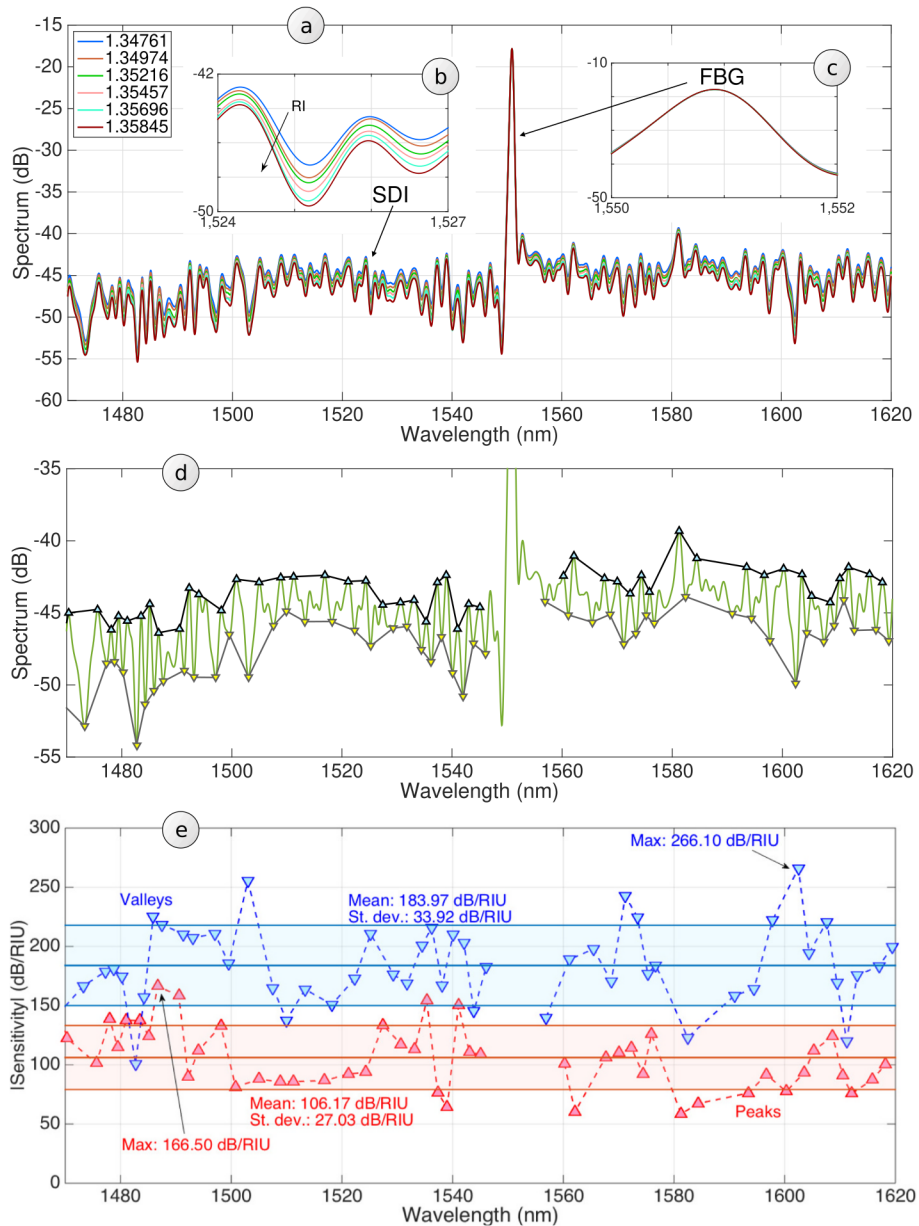 a
-15
-20
-25
-30
-35
-40
-45
-50
-55
-60
Spectrum (dB)
1.34761
1.34974
1.35216
1.35457
1.35696
1.35845
b
-42
-50
1,524
1,527
RI
SDI
FBG
c
-10
-50
1,550
1,552
1480 1500 1520 1540 1560 1580 1600 1620
Wavelength (nm)
d
-35
-40
-45
-50
-55
Spectrum (dB)
1480 1500 1520 1540 1560 1580 1600 1620
Wavelength (nm)
e
300
250
200
150
100
50
0
|Sensitivity| (dB/RIU)
Max: 266.10 dB/RIU
Valleys
Mean: 183.97 dB/RIU
St. dev.: 33.92 dB/RIU
Mean: 106.17 dB/RIU
St. dev.: 27.03 dB/RIU
Peaks
Max: 166.50 dB/RIU
1480 1500 1520 1540 1560 1580 1600 1620
Wavelength (nm)